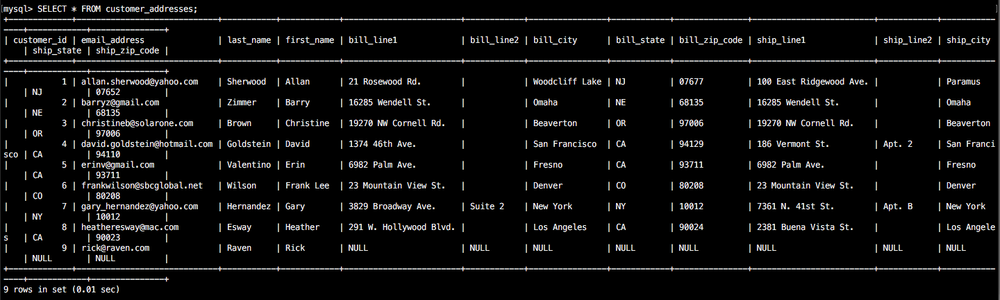 [mysql> SELECT * FROM customer_addresses; ]
+-------------+---------------------------+-----------+------------+------------------------+------------+----------------+------------+---------------+-------------------------+------------+-----------
----+------------+---------------+
| customer_id | email_address | last_name | first_name | bill_line1 | bill_line2 | bill_city | bill_state | bill_zip_code | ship_line1 | ship_line2 | ship_city
| ship_state | ship_zip_code |
+-------------+---------------------------+-----------+------------+------------------------+------------+----------------+------------+---------------+-------------------------+------------+-----------
----+------------+---------------+
| 1 | allan.sherwood@yahoo.com | Sherwood | Allan | 21 Rosewood Rd. | | Woodcliff Lake | NJ | 07677 | 100 East Ridgewood Ave. | | Paramus
| NJ | 07652 |
| 2 | barryz@gmail.com | Zimmer | Barry | 16285 Wendell St. | | Omaha | NE | 68135 | 16285 Wendell St. | | Omaha
| NE | 68135 |
| 3 | christineb@solarone.com | Brown | Christine | 19270 NW Cornell Rd. | | Beaverton | OR | 97006 | 19270 NW Cornell Rd. | | Beaverton
| OR | 97006 |
| 4 | david.goldstein@hotmail.com | Goldstein | David | 1374 46th Ave. | | San Francisco | CA | 94129 | 186 Vermont St. | Apt. 2 | San Franci
sco | CA | 94110 |
| 5 | erinv@gmail.com | Valentino | Erin | 6982 Palm Ave. | | Fresno | CA | 93711 | 6982 Palm Ave. | | Fresno
| CA | 93711 |
| 6 | frankwilson@sbcglobal.net | Wilson | Frank Lee | 23 Mountain View St. | | Denver | CO | 80208 | 23 Mountain View St. | | Denver
| CO | 80208 |
| 7 | gary_hernandez@yahoo.com | Hernandez | Gary | 3829 Broadway Ave. | Suite 2 | New York | NY | 10012 | 7361 N. 41st St. | Apt. B | New York
| NY | 10012 |
| 8 | heatheresway@mac.com | Esway | Heather | 291 W. Hollywood Blvd. | | Los Angeles | CA | 90024 | 2381 Buena Vista St. | | Los Angele
s | CA | 90023 |
| 9 | rick@raven.com | Raven | Rick | NULL | NULL | NULL | NULL | NULL | NULL | NULL | NULL
| NULL | NULL |
+-------------+---------------------------+-----------+------------+------------------------+------------+----------------+------------+---------------+-------------------------+------------+-----------
----+------------+---------------+
9 rows in set (0.01 sec)